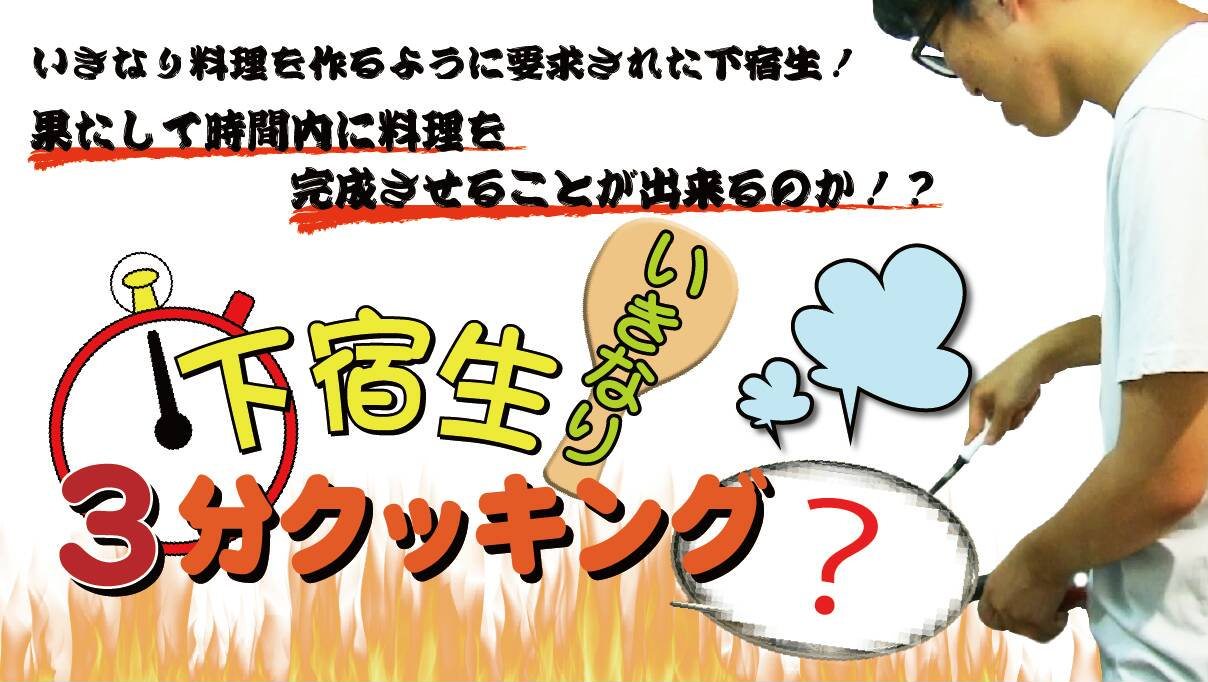 いきなり料理を作るように要求された下宿生！
果たして時間内に料理を
完成させることが出来るのか！？
下宿生
いきなり
３分クッキング
？